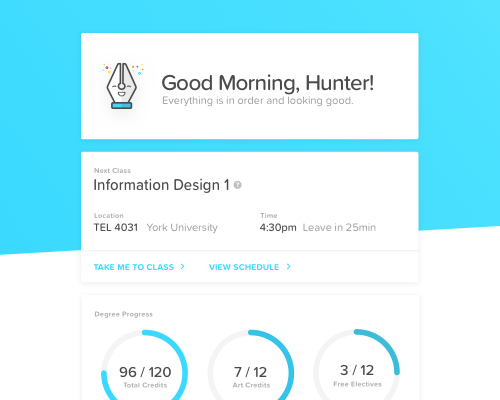 Good Morning, Hunter!
Everything is in order and looking good.
Next Class
Information Design 1 ?
Location
TEL 4031 York University
Time
4:30pm Leave in 25min
TAKE ME TO CLASS >
VIEW SCHEDULE >
Degree Progress
96 / 120
Total Credits
7 / 12
Art Credits
3 / 12
Free Electives